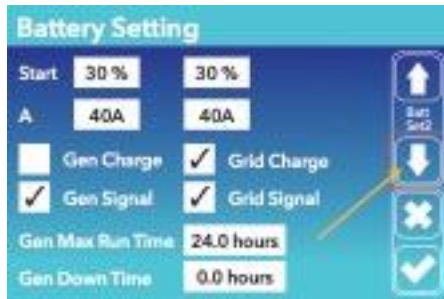 Battery Setting
Start 30 % 30 %
A 40A 40A
Batt
Set2
Gen Charge Grid Charge
Gen Signal Grid Signal
Gen Max Run Time 24.0 hours
Gen Down Time 0.0 hours